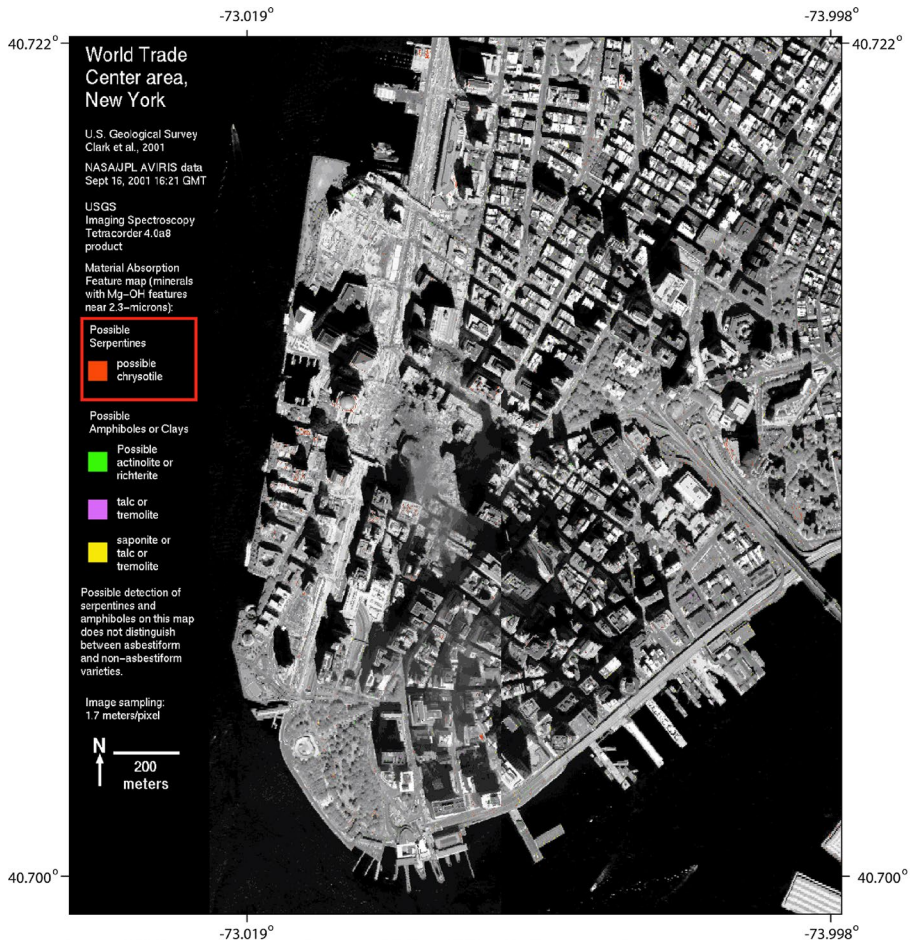 -73.019°
-73.998°
40.722°
40.722°
World Trade
Center area,
New York
U.S. Geological Survey
Clark et al., 2001
NASA/JPL AVIRIS data
Sept 16, 2001 16:21 GMT
USGS
Imaging Spectroscopy
Tetracorder 4.0a8
product
Material Absorption
Feature map (minerals
with Mg-OH features
near 2.3-microns):
Possible
Serpentines
possible
chrysotile
Possible
Amphiboles or Clays
Possible
actinolite or
richterite
talc or
tremolite
saponite or
talc or
tremolite
Possible detection of
serpentines and
amphiboles on this map
does not distinguish
between asbestiform
and non-asbestiform
varieties.
Image sampling:
1.7 meters/pixel
N
200
meters
40.700°
40.700°
-73.019°
-73.998°